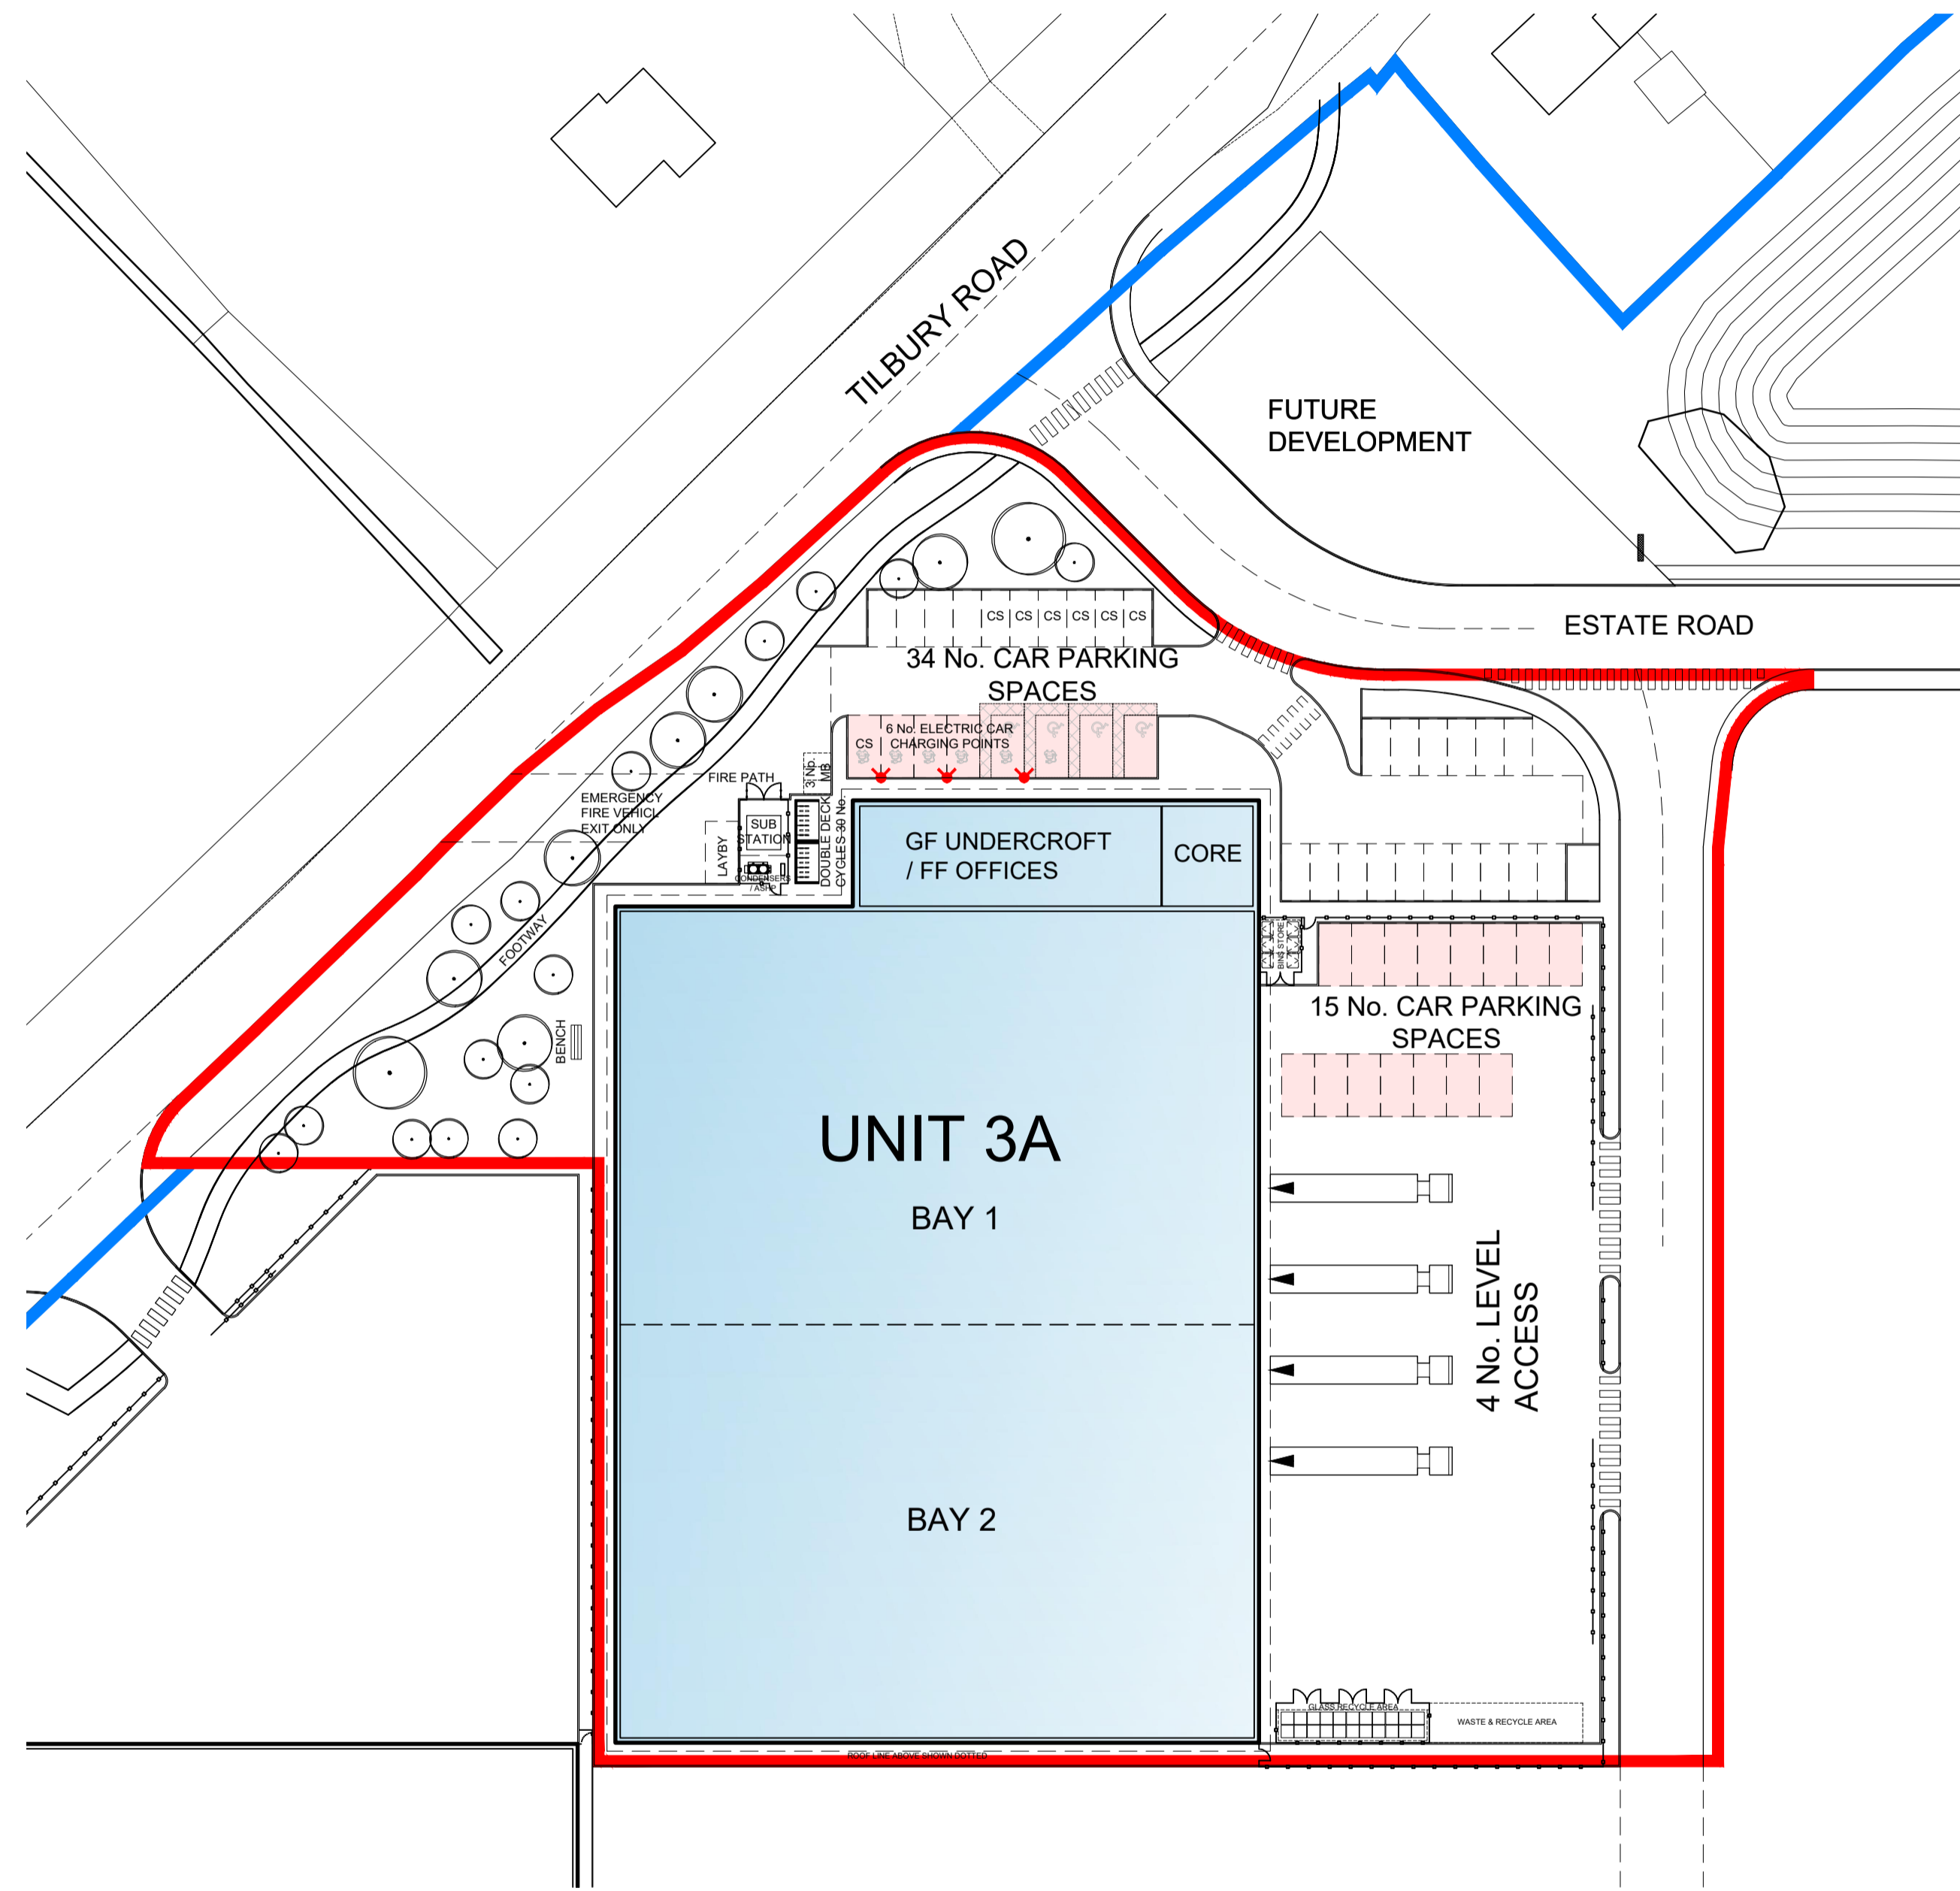 TILBURY ROAD
FUTURE
DEVELOPMENT
ESTATE ROAD
CS CS CS CS CS CS
34 No. CAR PARKING
SPACES
6 No. ELECTRIC CAR
CHARGING POINTS
CS
3 No.
MB
FIRE PATH
EMERGENCY
FIRE VEHICL
EXIT ONLY
SUB
STATION
LAYBY
CONDENSERS
/ ASHP
DOUBLE DECK
CYCLES 30 No.
GF UNDERCROFT
/ FF OFFICES
CORE
FOOTWAY
BENCH
BINS STORE
15 No. CAR PARKING
SPACES
UNIT 3A
BAY 1
4 No. LEVEL
ACCESS
BAY 2
GLASS RECYCLE AREA
WASTE & RECYCLE AREA
ROOF LINE ABOVE SHOWN DOTTED